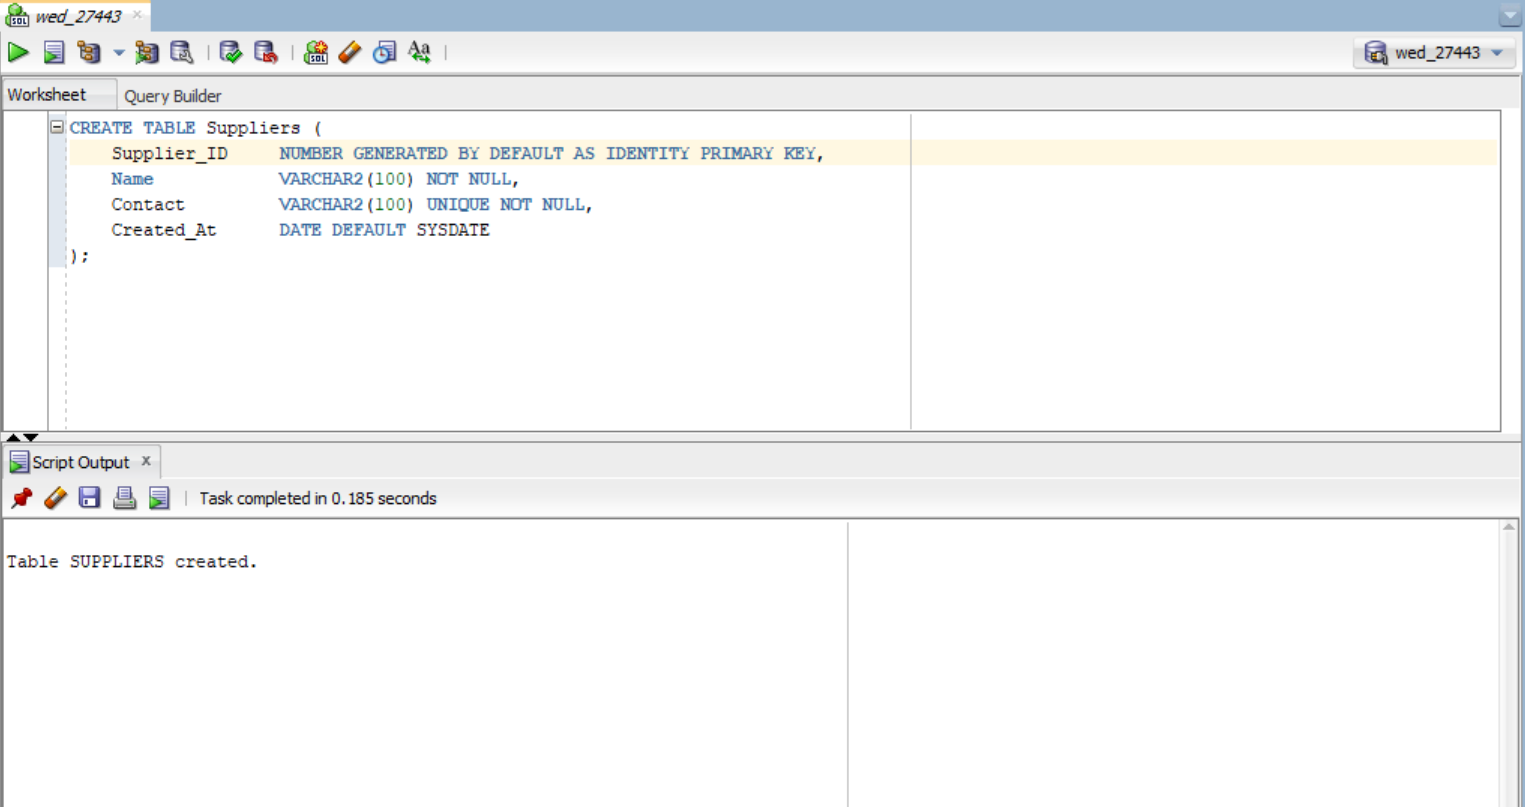 wed_27443
wed_27443
Worksheet Query Builder
CREATE TABLE Suppliers (
    Supplier_ID     NUMBER GENERATED BY DEFAULT AS IDENTITY PRIMARY KEY,
    Name            VARCHAR2(100) NOT NULL,
    Contact         VARCHAR2(100) UNIQUE NOT NULL,
    Created_At      DATE DEFAULT SYSDATE
);
Script Output x
Task completed in 0.185 seconds
Table SUPPLIERS created.